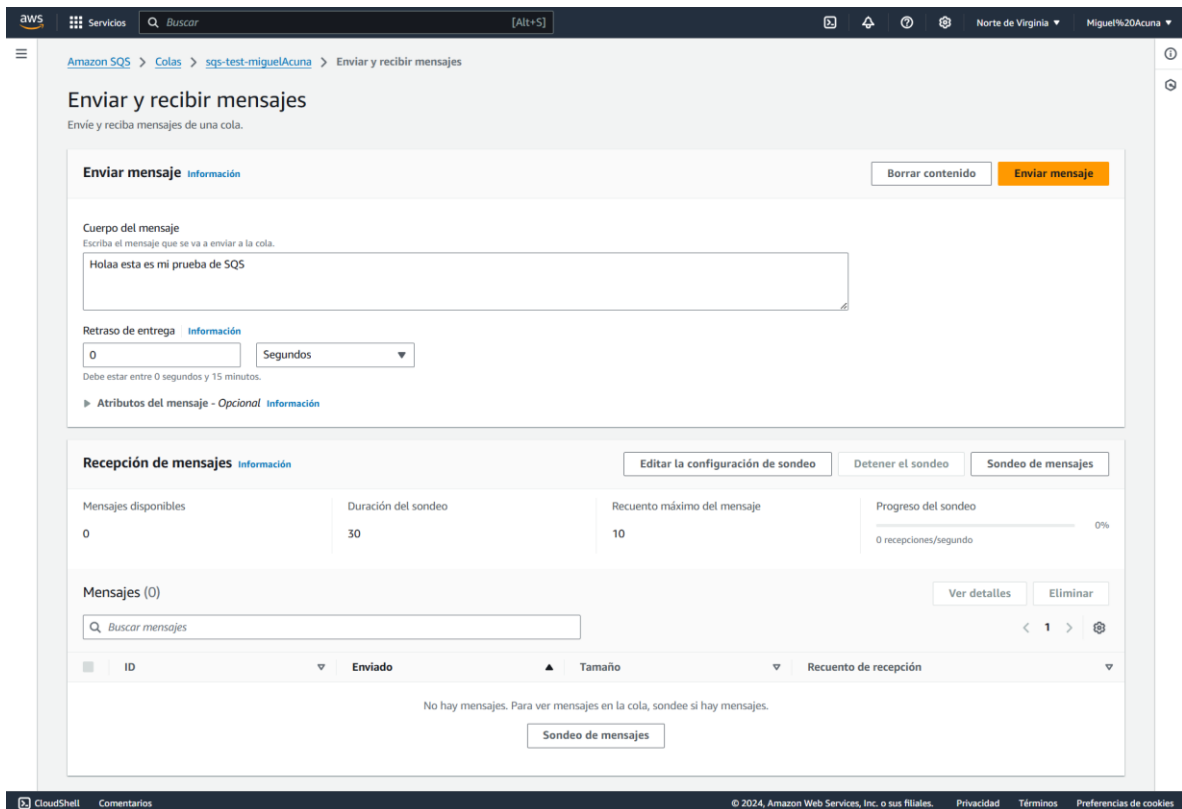 aws Servicios Buscar [Alt+S] Norte de Virginia Miguel%20Acuna
Amazon SQS > Colas > sqs-test-miguelAcuna > Enviar y recibir mensajes
Enviar y recibir mensajes
Envíe y reciba mensajes de una cola.
Enviar mensaje Información Borrar contenido Enviar mensaje
Cuerpo del mensaje
Escriba el mensaje que se va a enviar a la cola.
Holaa esta es mi prueba de SQS
Retraso de entrega Información
0 Segundos
Debe estar entre 0 segundos y 15 minutos.
Atributos del mensaje - Opcional Información
Recepción de mensajes Información Editar la configuración de sondeo Detener el sondeo Sondeo de mensajes
Mensajes disponibles Duración del sondeo Recuento máximo del mensaje Progreso del sondeo
0 30 10 0%
0 recepciones/segundo
Mensajes (0) Ver detalles Eliminar
Buscar mensajes < 1 >
ID Enviado Tamaño Recuento de recepción
No hay mensajes. Para ver mensajes en la cola, sondee si hay mensajes.
Sondeo de mensajes
CloudShell Comentarios © 2024, Amazon Web Services, Inc. o sus filiales. Privacidad Términos Preferencias de cookies